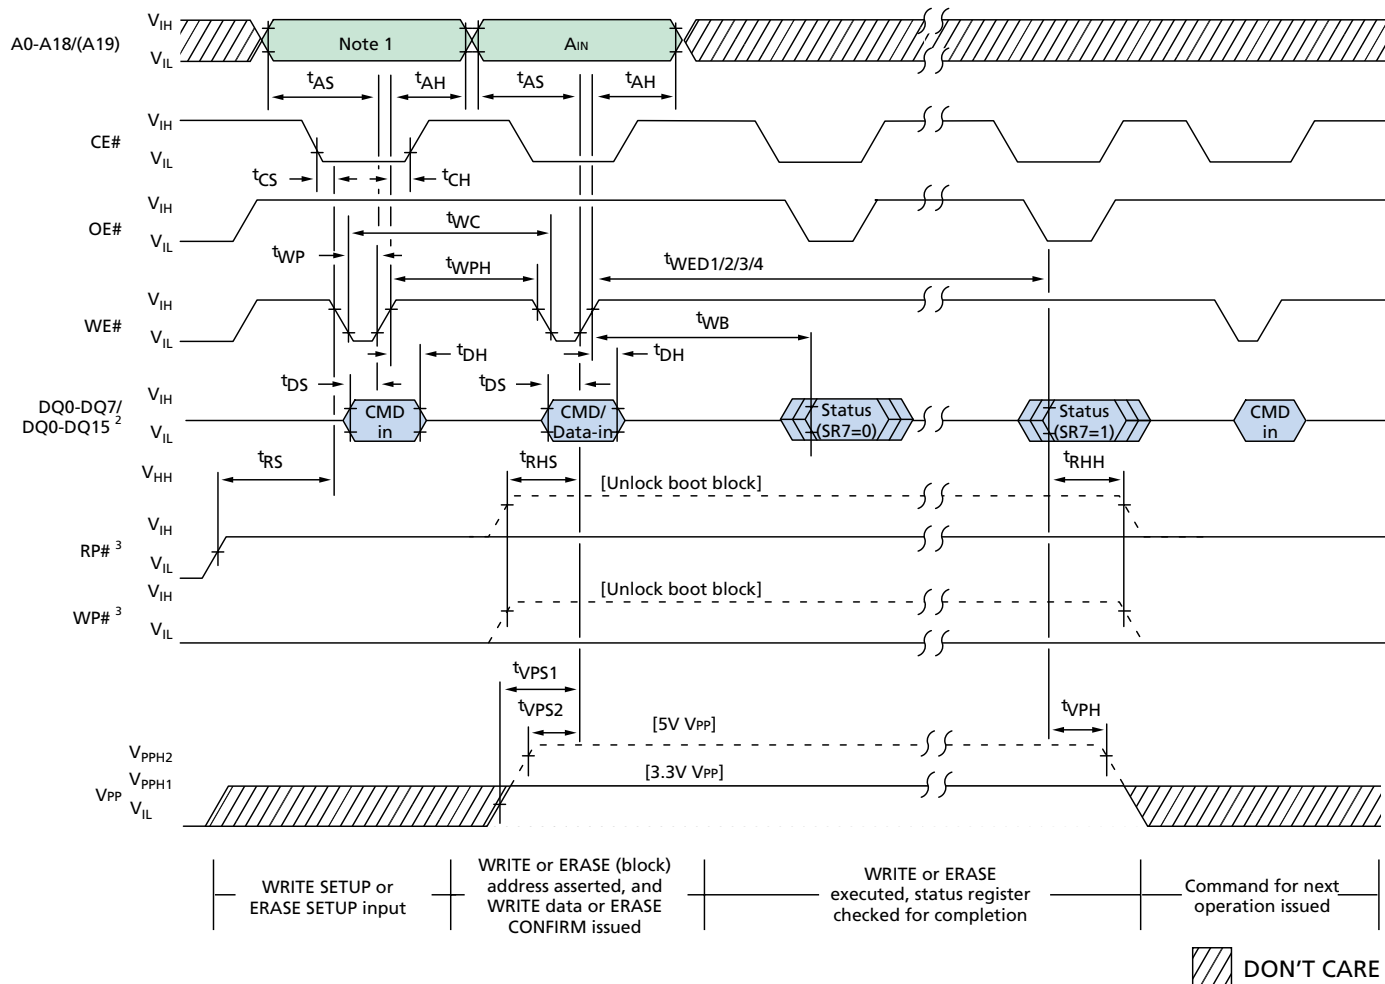 A0-A18/(A19)
VIH
VIL
Note 1
AIN
tAS
tAH
tAS
tAH
CE#
VIH
VIL
tCS
tCH
OE#
VIH
VIL
tWC
tWP
tWPH
tWED1/2/3/4
WE#
VIH
VIL
tWB
tDH
tDH
tDS
tDS
DQ0-DQ7/
DQ0-DQ15 2
VIH
VIL
CMD
in
CMD/
Data-in
Status
(SR7=0)
Status
(SR7=1)
CMD
in
VHH
tRS
tRHS
[Unlock boot block]
tRHH
RP# 3
VIH
VIL
WP# 3
VIH
VIL
[Unlock boot block]
tVPS1
tVPS2
[5V VPP]
tVPH
VPP
VPPH2
VPPH1
VIL
[3.3V VPP]
WRITE SETUP or
ERASE SETUP input
WRITE or ERASE (block)
address asserted, and
WRITE data or ERASE
CONFIRM issued
WRITE or ERASE
executed, status register
checked for completion
Command for next
operation issued
DON'T CARE